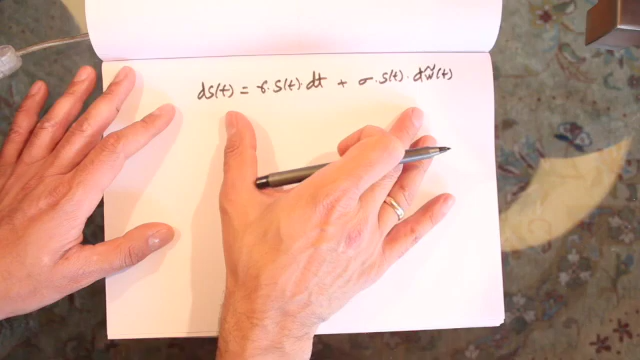 dS(t) = r·S(t)·dt + σ·S(t)·dW̃(t)